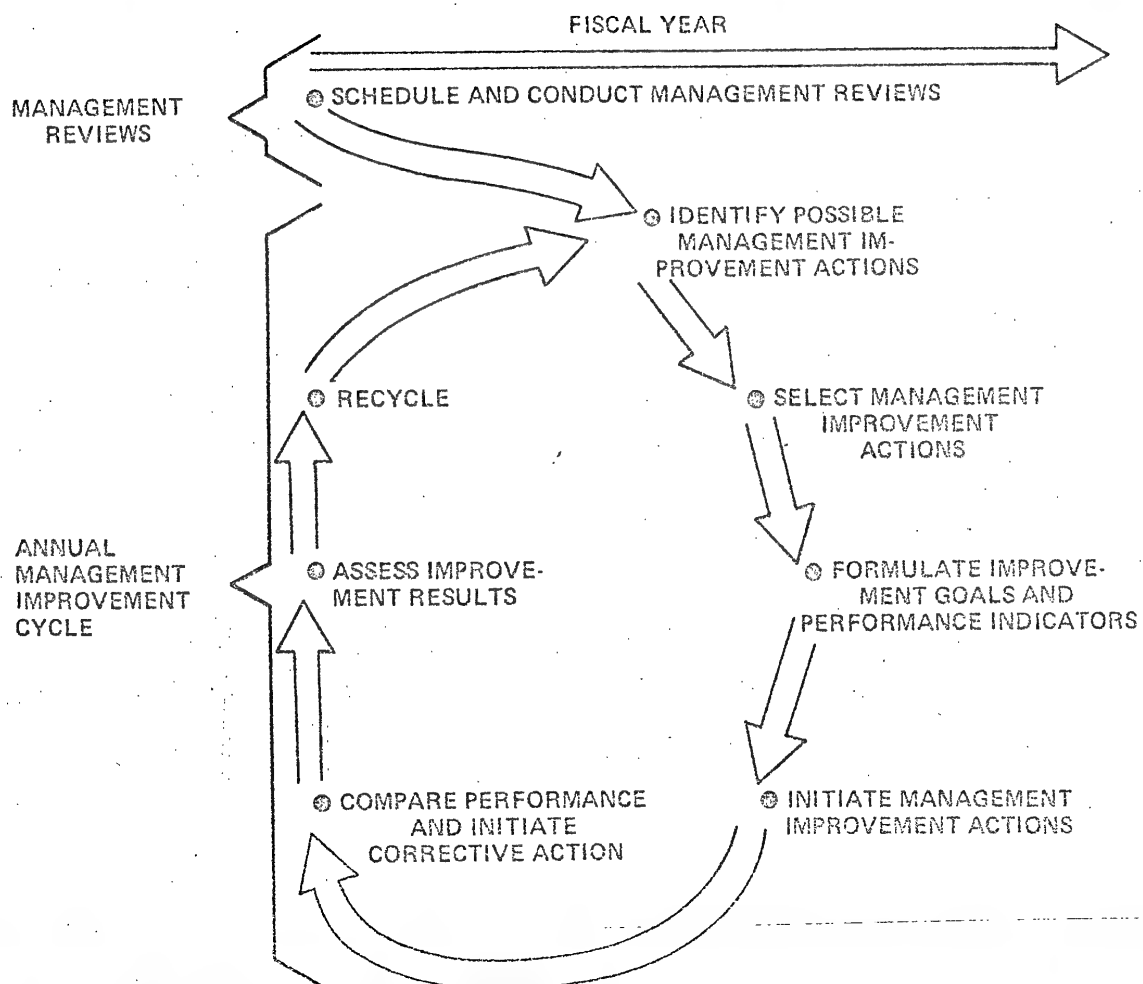 FISCAL YEAR
MANAGEMENT
REVIEWS
SCHEDULE AND CONDUCT MANAGEMENT REVIEWS
IDENTIFY POSSIBLE
MANAGEMENT IM-
PROVEMENT ACTIONS
RECYCLE
SELECT MANAGEMENT
IMPROVEMENT
ACTIONS
ANNUAL
MANAGEMENT
IMPROVEMENT
CYCLE
ASSESS IMPROVE-
MENT RESULTS
FORMULATE IMPROVE-
MENT GOALS AND
PERFORMANCE INDICATORS
COMPARE PERFORMANCE
AND INITIATE
CORRECTIVE ACTION
INITIATE MANAGEMENT
IMPROVEMENT ACTIONS